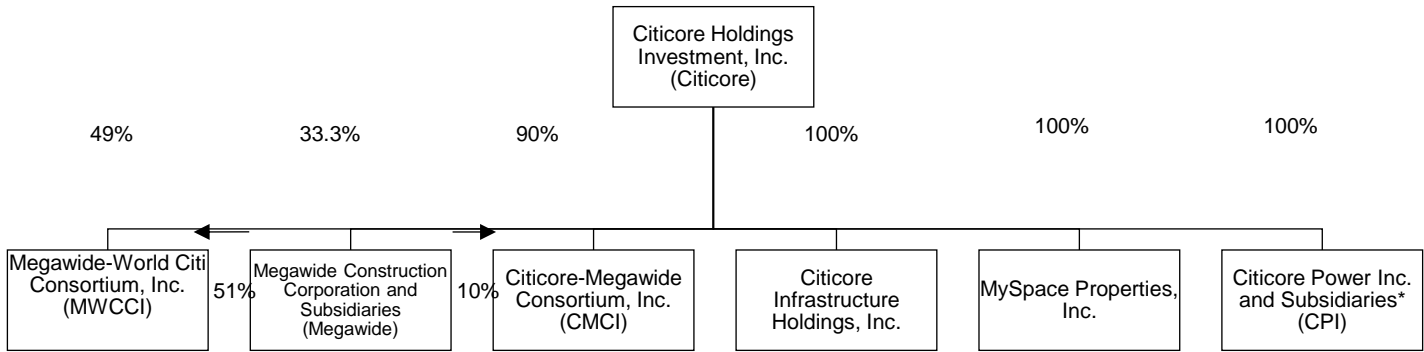 Citicore Holdings
Investment, Inc.
(Citicore)
49%
33.3%
90%
100%
100%
100%
Megawide-World Citi
Consortium, Inc.
(MWCCI)
51%
Megawide Construction
Corporation and
Subsidiaries
(Megawide)
10%
Citicore-Megawide
Consortium, Inc.
(CMCI)
Citicore
Infrastructure
Holdings, Inc.
MySpace Properties,
Inc.
Citicore Power Inc.
and Subsidiaries*
(CPI)